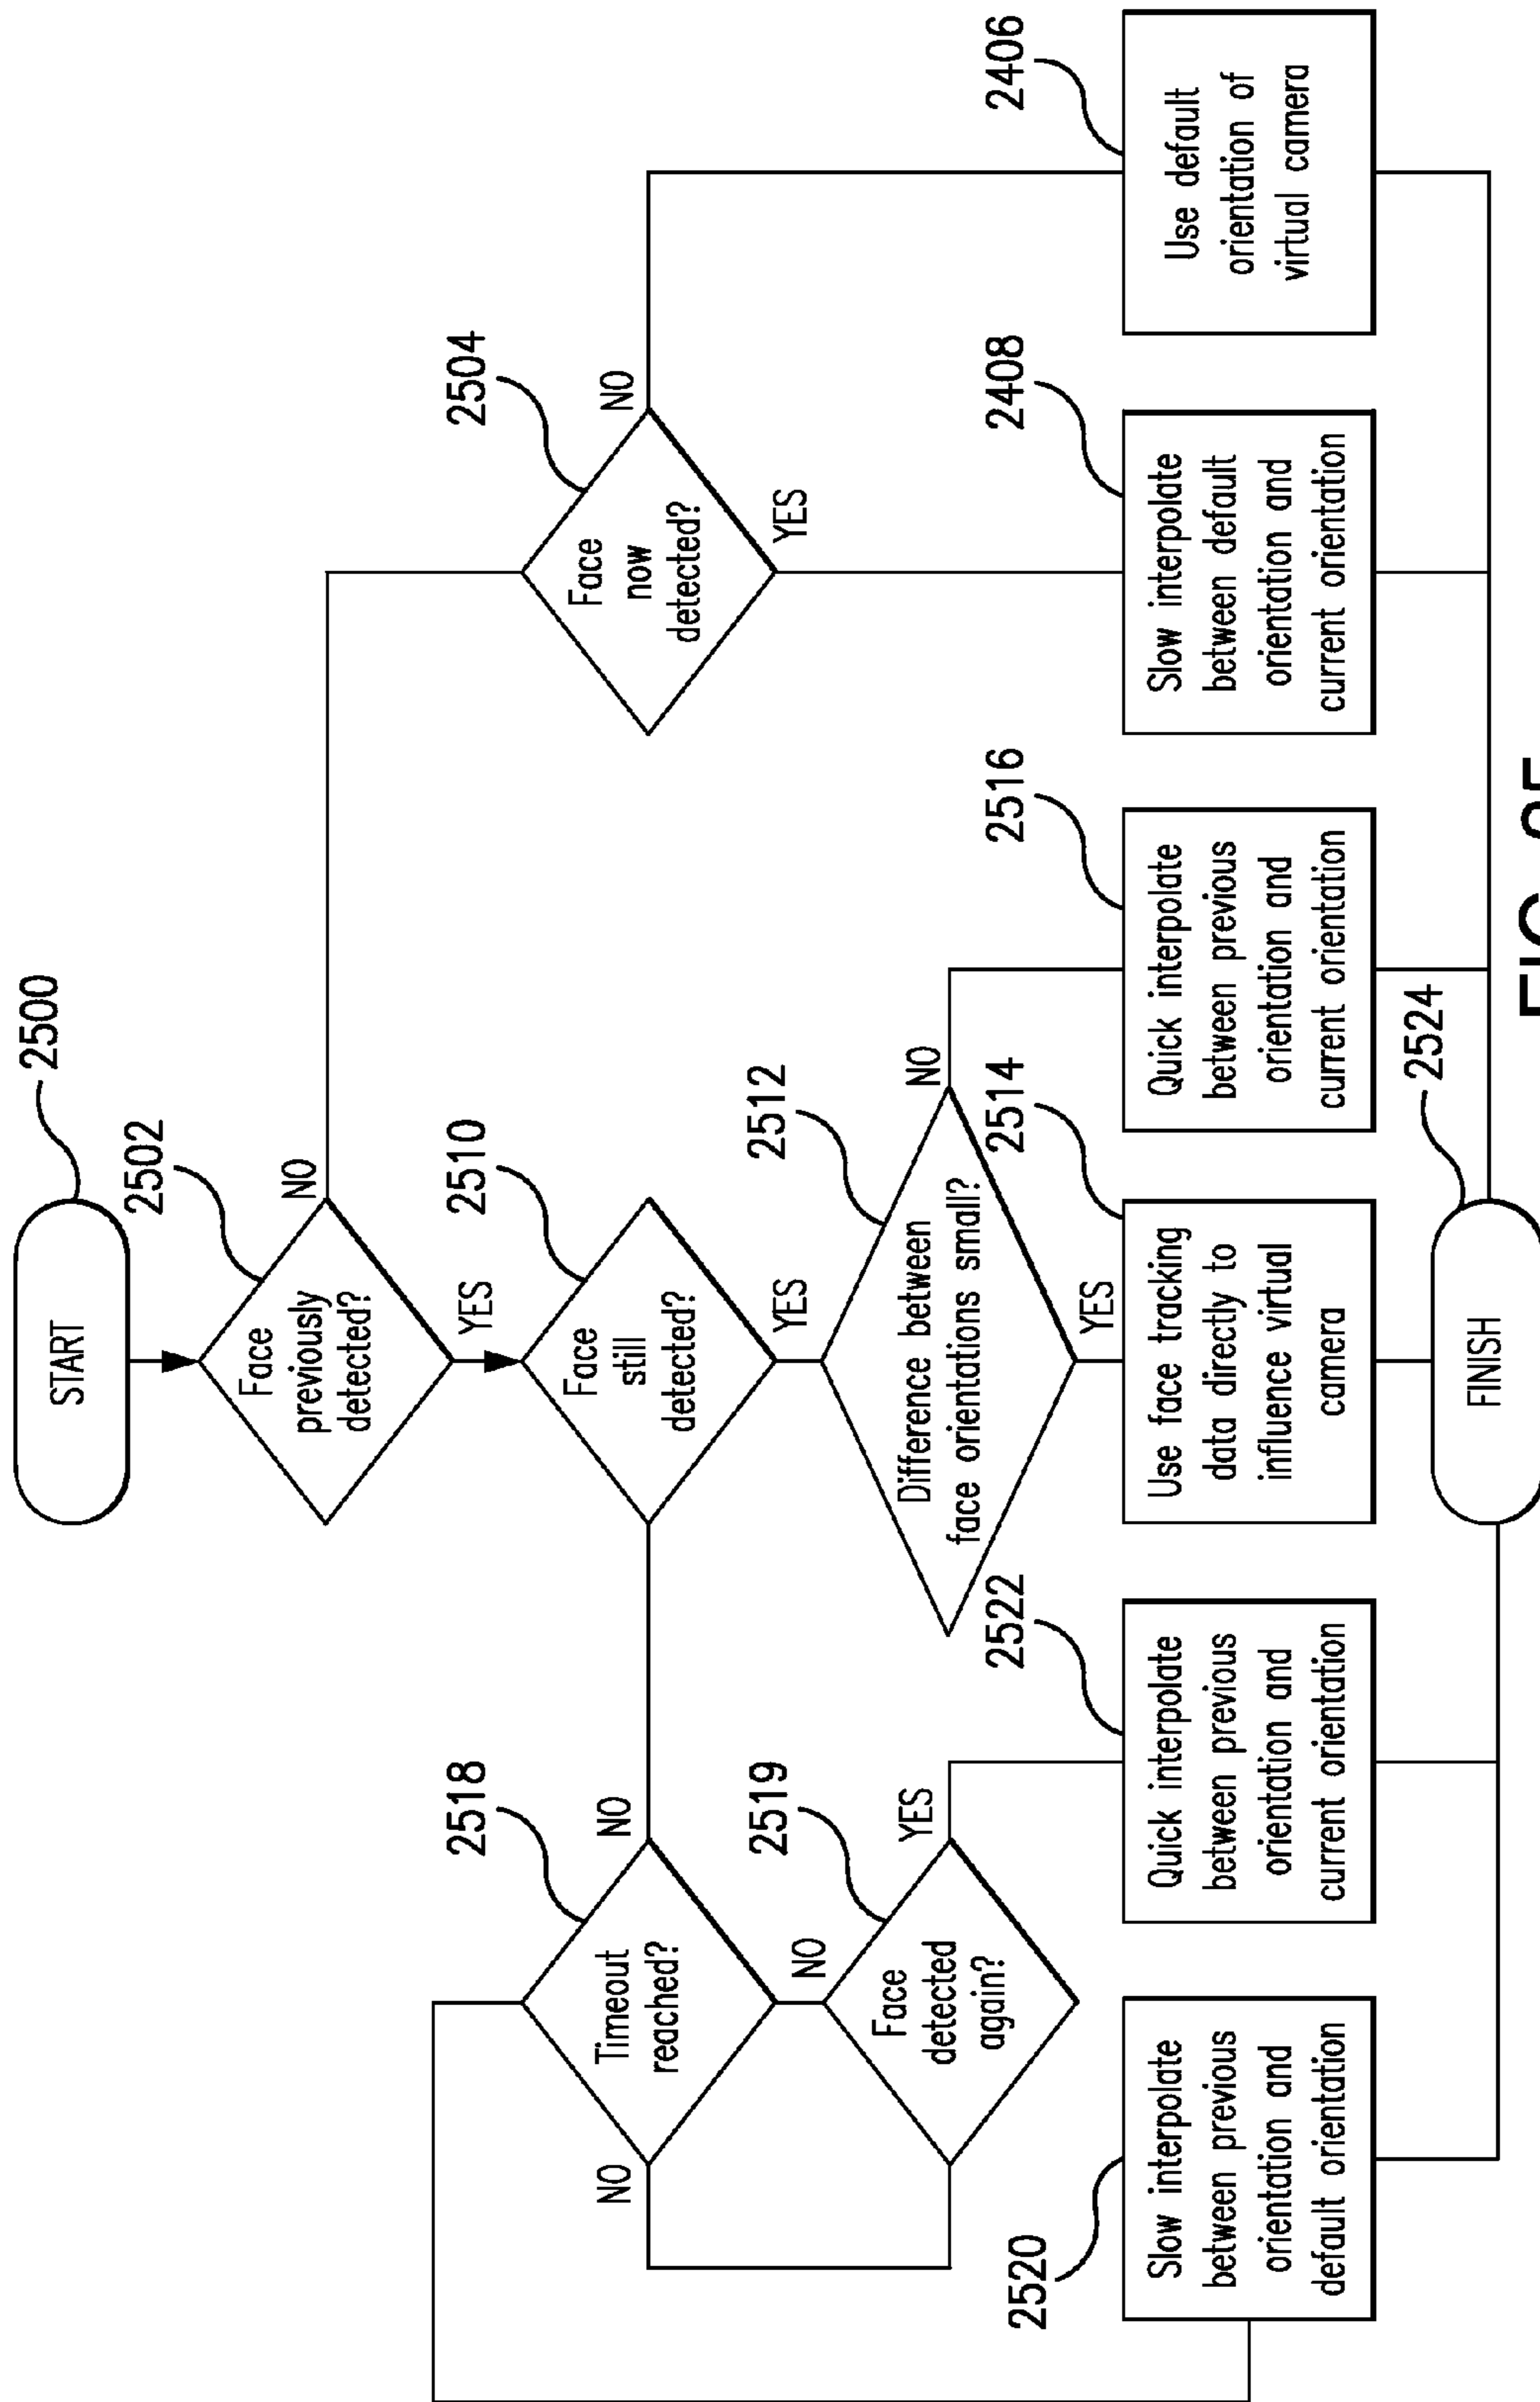 START
2500
Face
previously
detected?
2502
NO
YES
Face
still
detected?
2510
YES
Face
now
detected?
2504
NO
YES
Timeout
reached?
2518
NO
NO
NO
Face
detected
again?
2519
YES
Difference between
face orientations small?
2512
NO
YES
2520
Slow interpolate
between previous
orientation and
default orientation
2522
Quick interpolate
between previous
orientation and
current orientation
2514
Use face tracking
data directly to
influence virtual
camera
2516
Quick interpolate
between previous
orientation and
current orientation
2408
Slow interpolate
between default
orientation and
current orientation
2406
Use default
orientation of
virtual camera
FINISH
2524